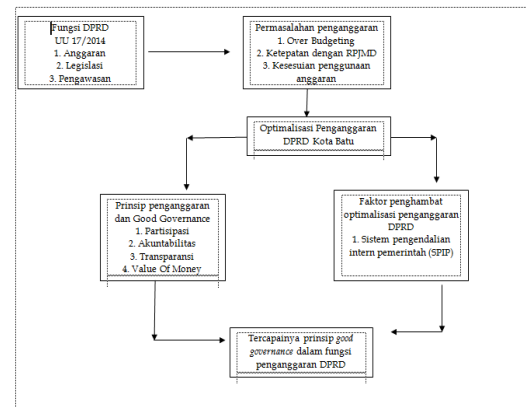 Fungsi DPRD
UU 17/2014
1. Anggaran
2. Legislasi
3. Pengawasan
Permasalahan penganggaran
1. Over Budgeting
2. Ketepatan dengan RPJMD
3. Kesesuian penggunaan
anggaran
Optimalisasi Penganggaran
DPRD Kota Batu
Prinsip penganggaran
dan Good Governance
1. Partisipasi
2. Akuntabilitas
3. Transparansi
4. Value Of Money
Faktor penghambat
optimalisasi penganggaran
DPRD
1. Sistem pengendalian
intern pemerintah (SPIP)
Tercapainya prinsip good
governance dalam fungsi
penganggaran DPRD